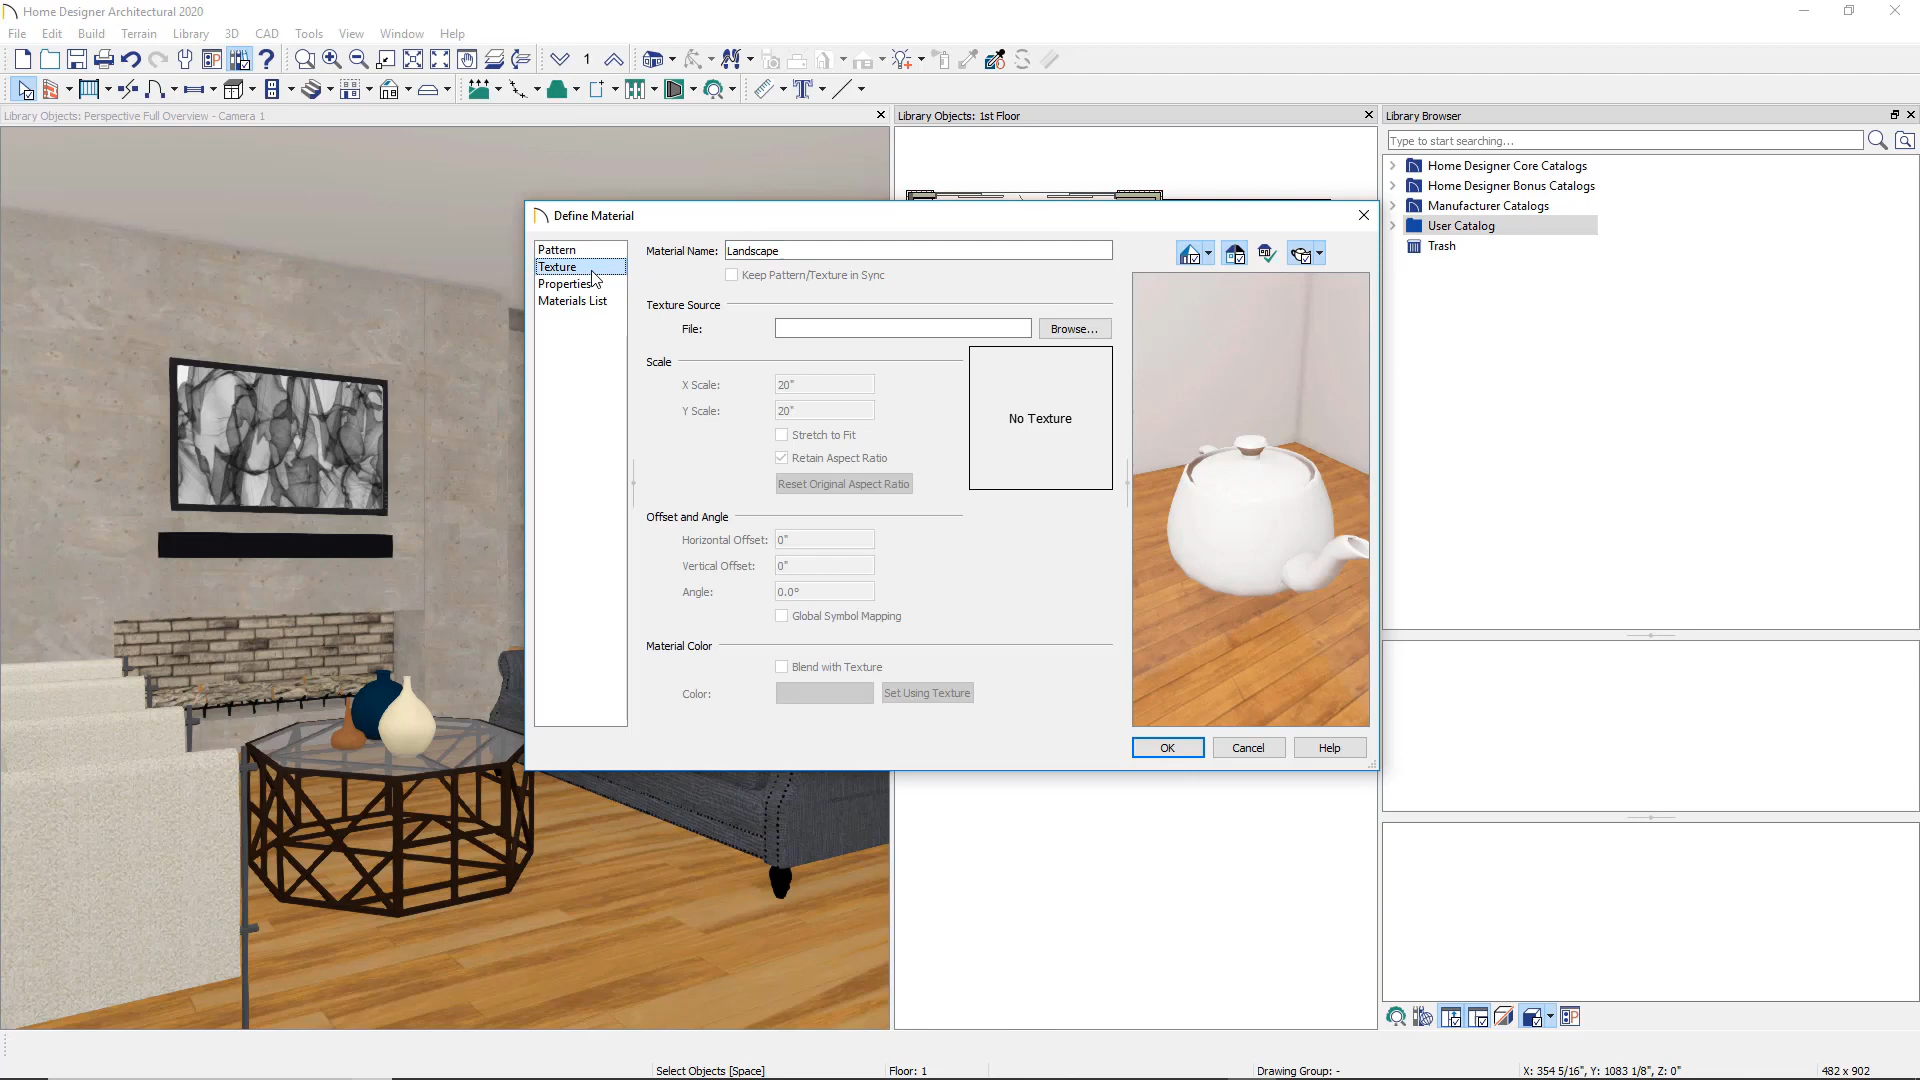 Home Designer Architectural 2020
File Edit Build Terrain Library 3D CAD Tools View Window Help
1
Library Objects: Perspective Full Overview - Camera 1
Library Objects: 1st Floor
Library Browser
Type to start searching...
Home Designer Core Catalogs
Home Designer Bonus Catalogs
Manufacturer Catalogs
User Catalog
Trash
Define Material
Pattern
Texture
Properties
Materials List
Material Name: Landscape
Keep Pattern/Texture in Sync
Texture Source
File:
Browse...
Scale
X Scale: 20"
Y Scale: 20"
Stretch to Fit
Retain Aspect Ratio
Reset Original Aspect Ratio
No Texture
Offset and Angle
Horizontal Offset: 0"
Vertical Offset: 0"
Angle: 0.0°
Global Symbol Mapping
Material Color
Blend with Texture
Color:
Set Using Texture
OK Cancel Help
Select Objects [Space] Floor: 1 Drawing Group: - X: 354 5/16", Y: 1083 1/8", Z: 0" 482 x 902